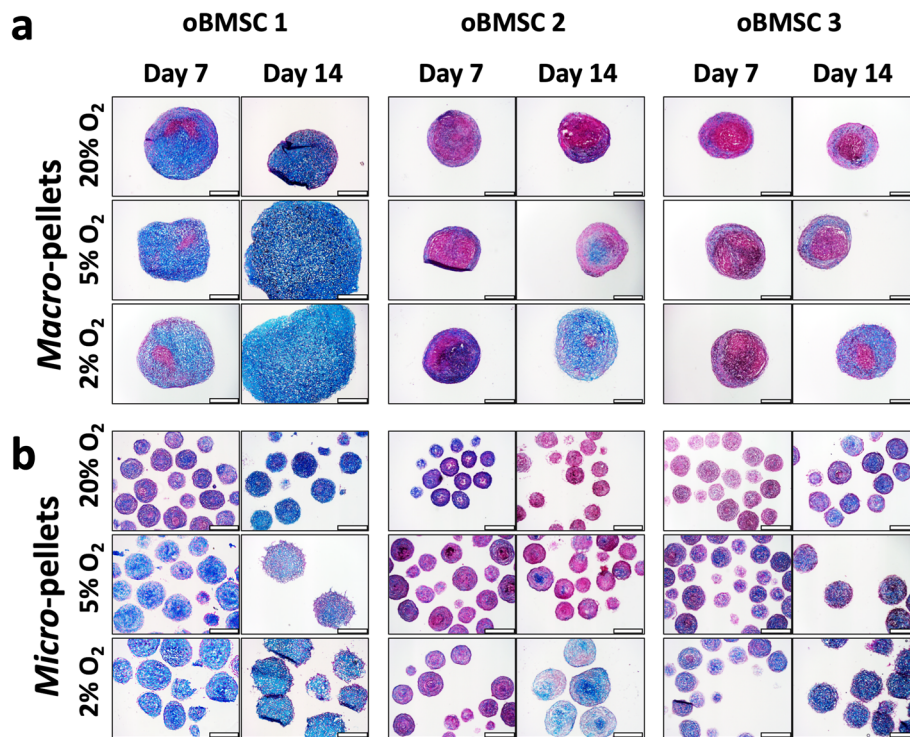 a
oBMSC 1
oBMSC 2
oBMSC 3
Day 7
Day 14
Day 7
Day 14
Day 7
Day 14
Macro-pellets
20% O₂
5% O₂
2% O₂
b
Micro-pellets
20% O₂
5% O₂
2% O₂